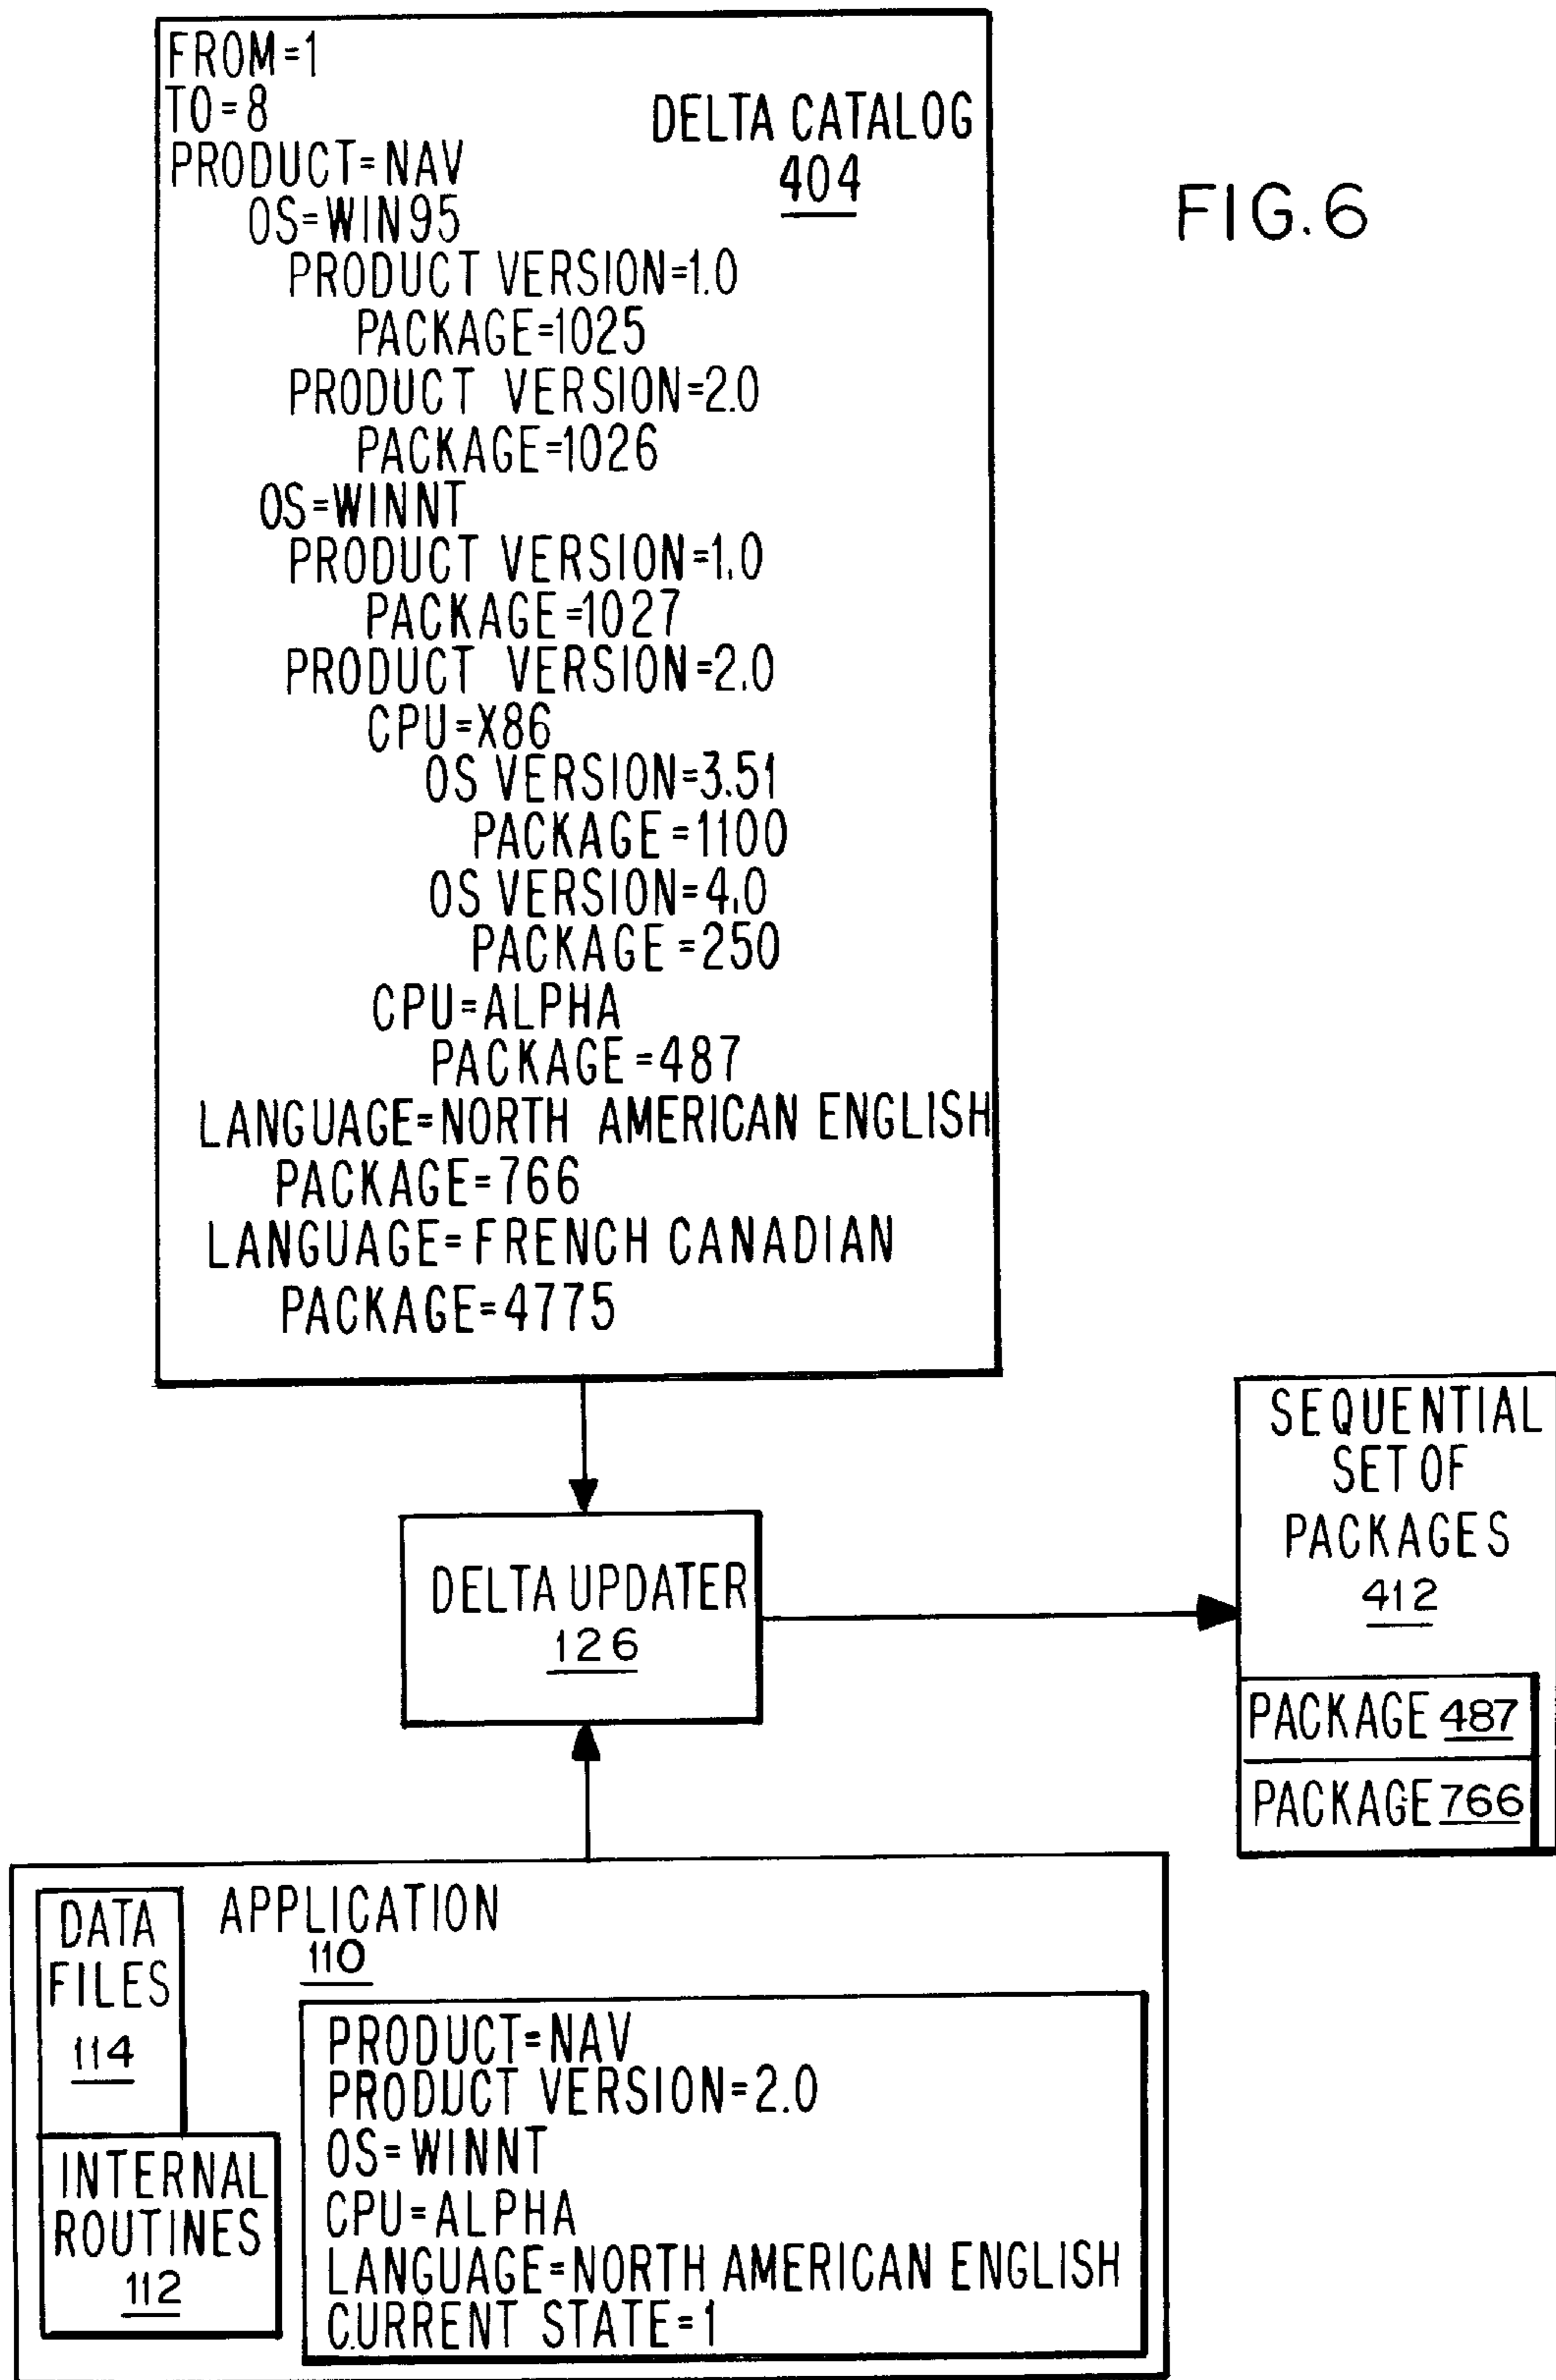 FROM=1
TO=8
DELTA CATALOG
404
PRODUCT=NAV
OS=WIN95
PRODUCT VERSION=1.0
PACKAGE=1025
PRODUCT VERSION=2.0
PACKAGE=1026
OS=WINNT
PRODUCT VERSION=1.0
PACKAGE=1027
PRODUCT VERSION=2.0
CPU=X86
OS VERSION=3.51
PACKAGE=1100
OS VERSION=4.0
PACKAGE=250
CPU=ALPHA
PACKAGE=487
LANGUAGE=NORTH AMERICAN ENGLISH
PACKAGE=766
LANGUAGE=FRENCH CANADIAN
PACKAGE=4775
FIG.6
DELTA UPDATER
126
SEQUENTIAL
SET OF
PACKAGES
412
PACKAGE 487
PACKAGE 766
APPLICATION
110
DATA
FILES
114
INTERNAL
ROUTINES
112
PRODUCT=NAV
PRODUCT VERSION=2.0
OS=WINNT
CPU=ALPHA
LANGUAGE=NORTH AMERICAN ENGLISH
CURRENT STATE=1